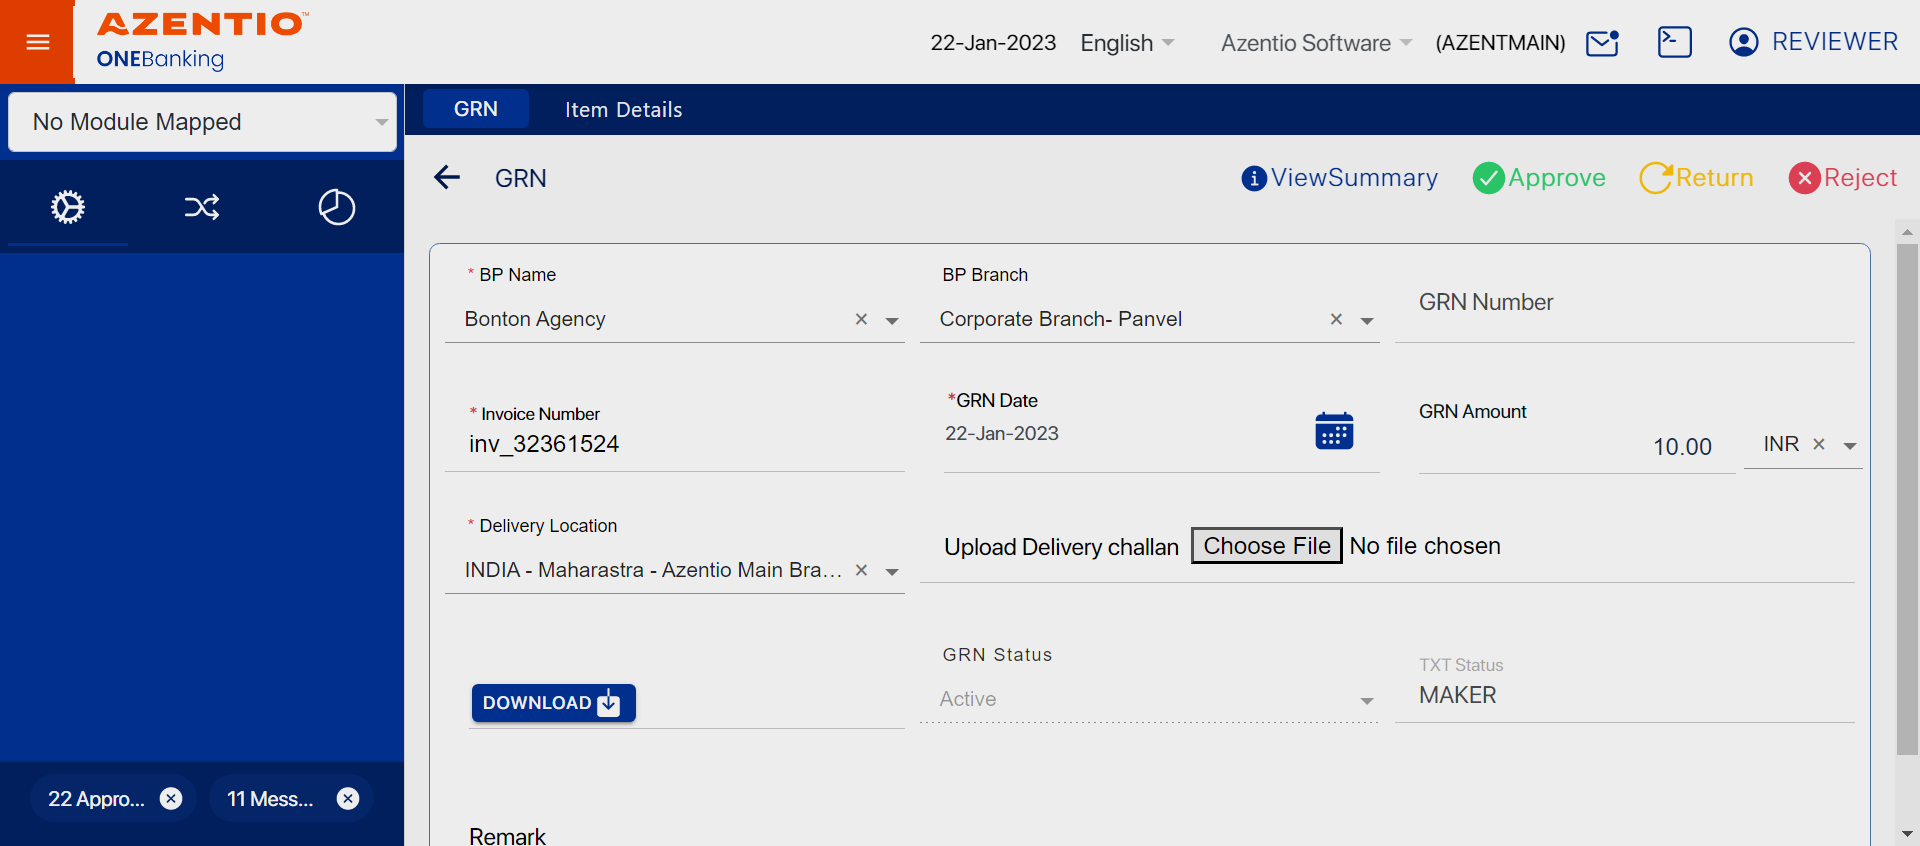 AZENTIO™
ONEBanking
22-Jan-2023 English Azentio Software (AZENTMAIN) REVIEWER
No Module Mapped
GRN Item Details
GRN
ViewSummary Approve Return Reject
* BP Name
Bonton Agency
BP Branch
Corporate Branch- Panvel
GRN Number
* Invoice Number
inv_32361524
*GRN Date
22-Jan-2023
GRN Amount
10.00 INR
* Delivery Location
INDIA - Maharastra - Azentio Main Bra...
Upload Delivery challan Choose File No file chosen
DOWNLOAD
GRN Status
Active
TXT Status
MAKER
Remark
22 Appro...
11 Mess...